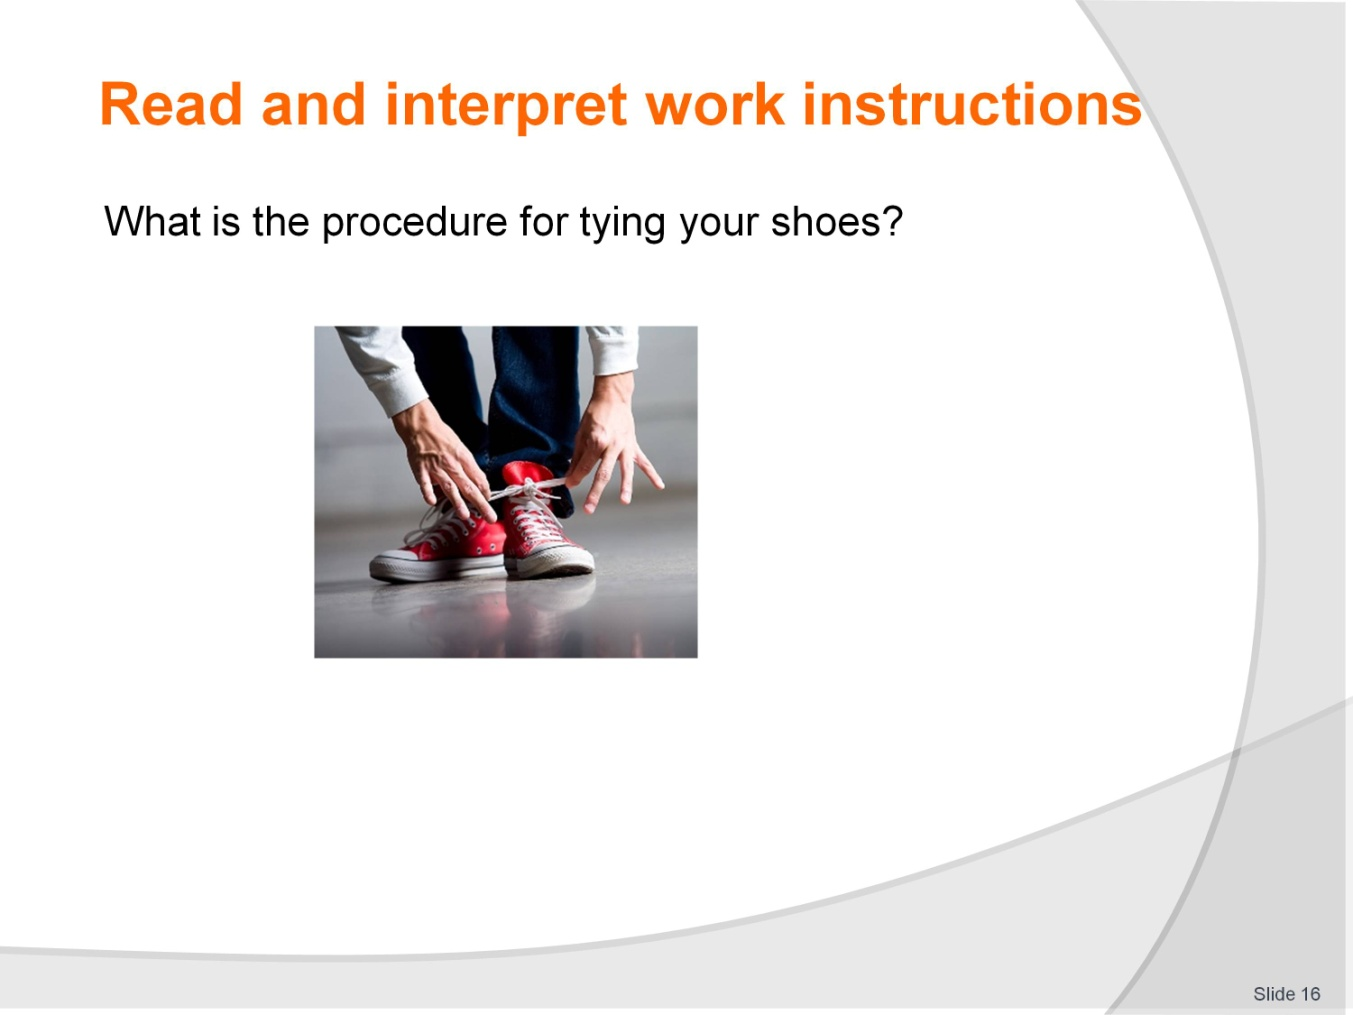 Read and interpret work instructions
What is the procedure for tying your shoes?
Slide 16